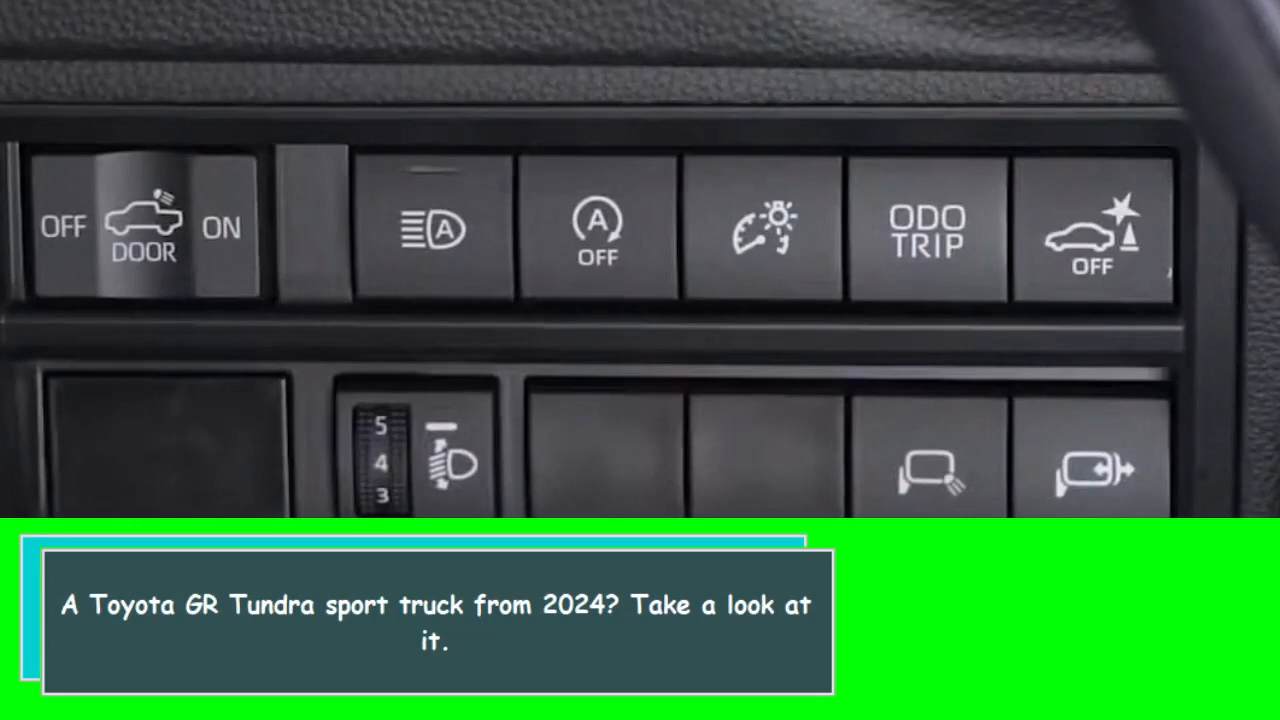 OFF DOOR ON
A
A
OFF
ODO
TRIP
OFF
5
4
3
A Toyota GR Tundra sport truck from 2024? Take a look at
it.